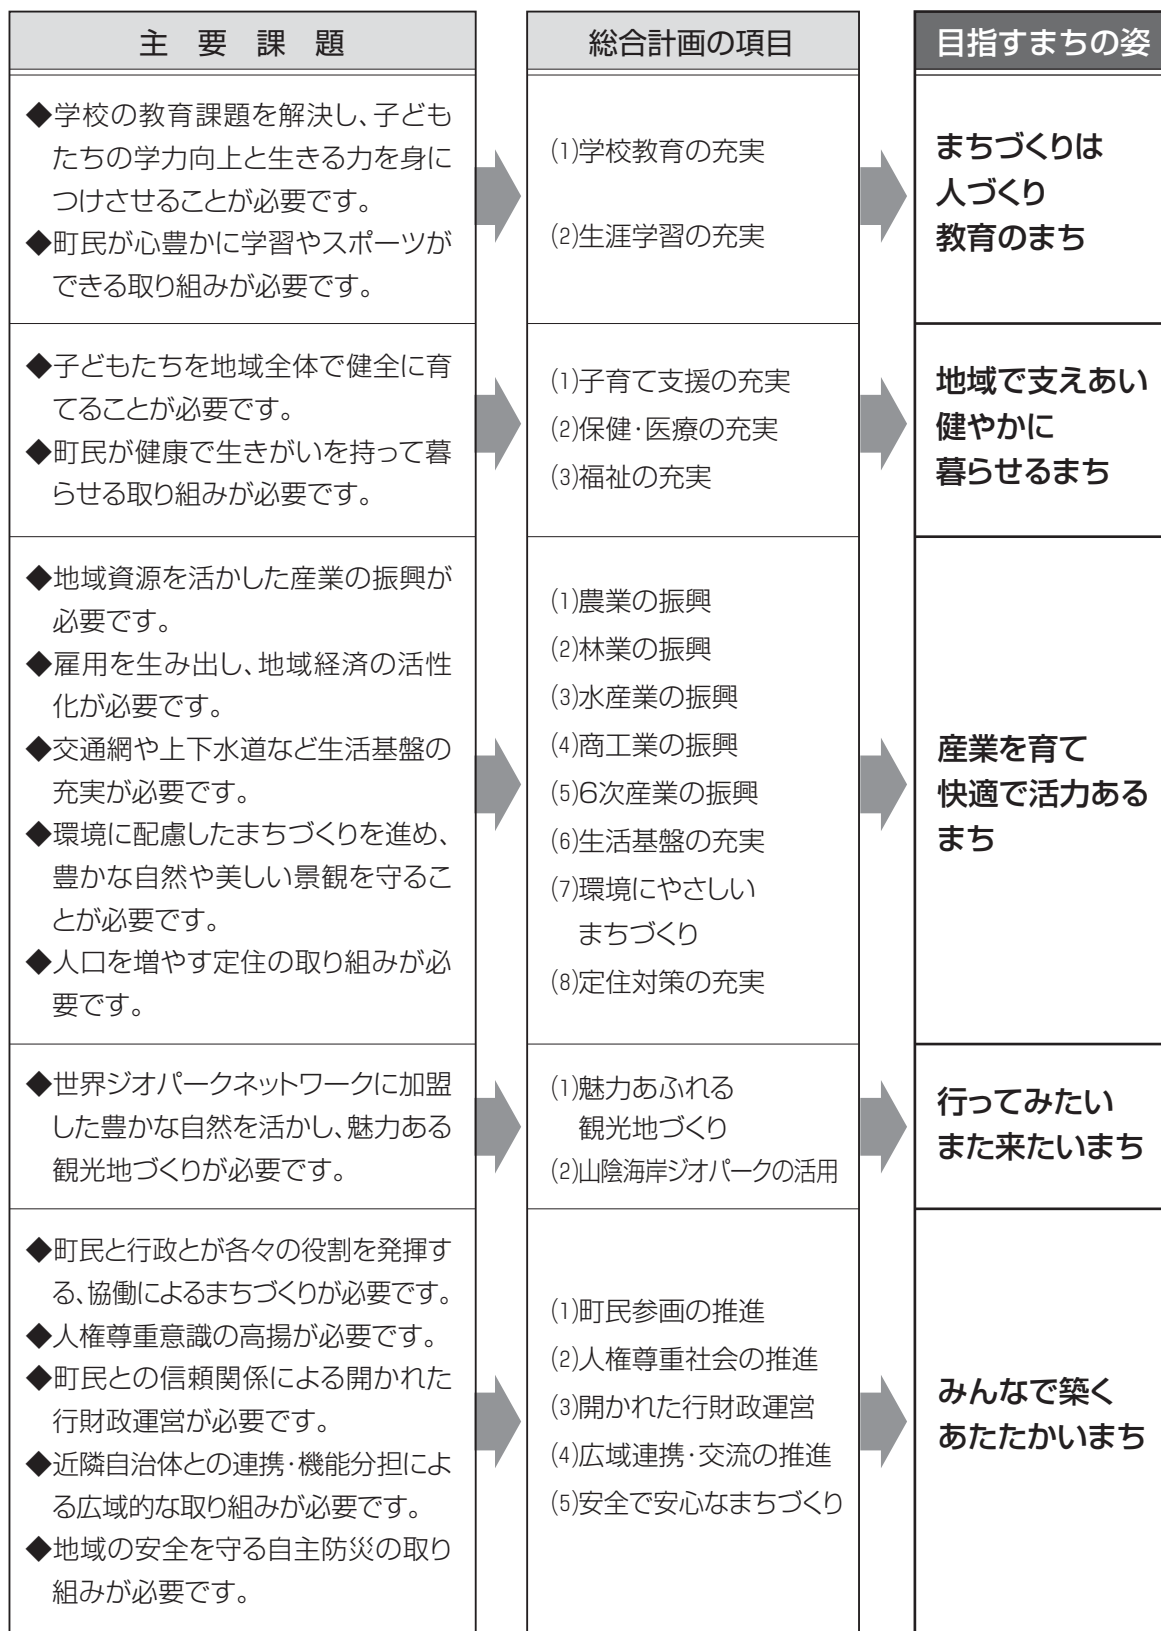 主 要 課 題
総合計画の項目
目指すまちの姿
◆学校の教育課題を解決し、子ども
たちの学力向上と生きる力を身に
つけさせることが必要です。
◆町民が心豊かに学習やスポーツが
できる取り組みが必要です。
(1)学校教育の充実
(2)生涯学習の充実
まちづくりは
人づくり
教育のまち
◆子どもたちを地域全体で健全に育
てることが必要です。
◆町民が健康で生きがいを持って暮
らせる取り組みが必要です。
(1)子育て支援の充実
(2)保健・医療の充実
(3)福祉の充実
地域で支えあい
健やかに
暮らせるまち
◆地域資源を活かした産業の振興が
必要です。
◆雇用を生み出し、地域経済の活性
化が必要です。
◆交通網や上下水道など生活基盤の
充実が必要です。
◆環境に配慮したまちづくりを進め、
豊かな自然や美しい景観を守るこ
とが必要です。
◆人口を増やす定住の取り組みが必
要です。
(1)農業の振興
(2)林業の振興
(3)水産業の振興
(4)商工業の振興
(5)6次産業の振興
(6)生活基盤の充実
(7)環境にやさしい
まちづくり
(8)定住対策の充実
産業を育て
快適で活力ある
まち
◆世界ジオパークネットワークに加盟
した豊かな自然を活かし、魅力ある
観光地づくりが必要です。
(1)魅力あふれる
観光地づくり
(2)山陰海岸ジオパークの活用
行ってみたい
また来たいまち
◆町民と行政とが各々の役割を発揮す
る、協働によるまちづくりが必要です。
◆人権尊重意識の高揚が必要です。
◆町民との信頼関係による開かれた
行財政運営が必要です。
◆近隣自治体との連携・機能分担によ
る広域的な取り組みが必要です。
◆地域の安全を守る自主防災の取り
組みが必要です。
(1)町民参画の推進
(2)人権尊重社会の推進
(3)開かれた行財政運営
(4)広域連携・交流の推進
(5)安全で安心なまちづくり
みんなで築く
あたたかいまち